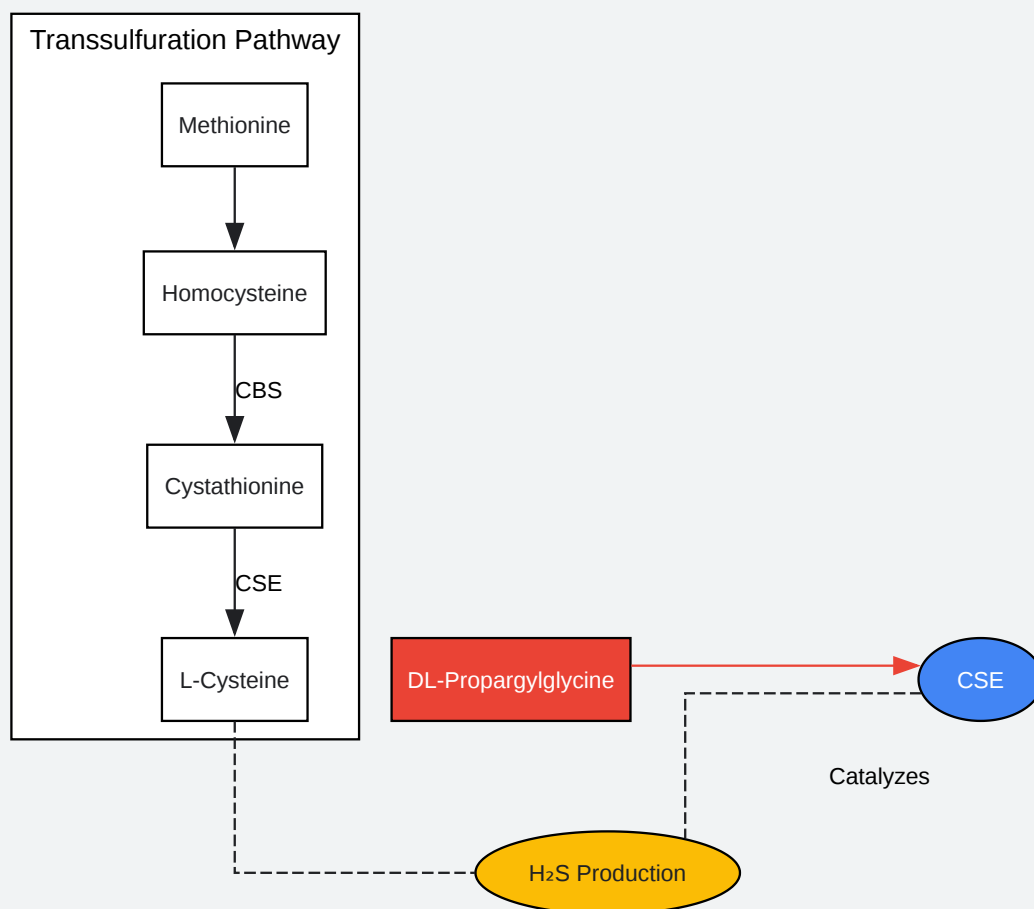 Transsulfuration Pathway
Methionine
Homocysteine
CBS
Cystathionine
CSE
L-Cysteine
DL-Propargylglycine
CSE
Catalyzes
H₂S Production